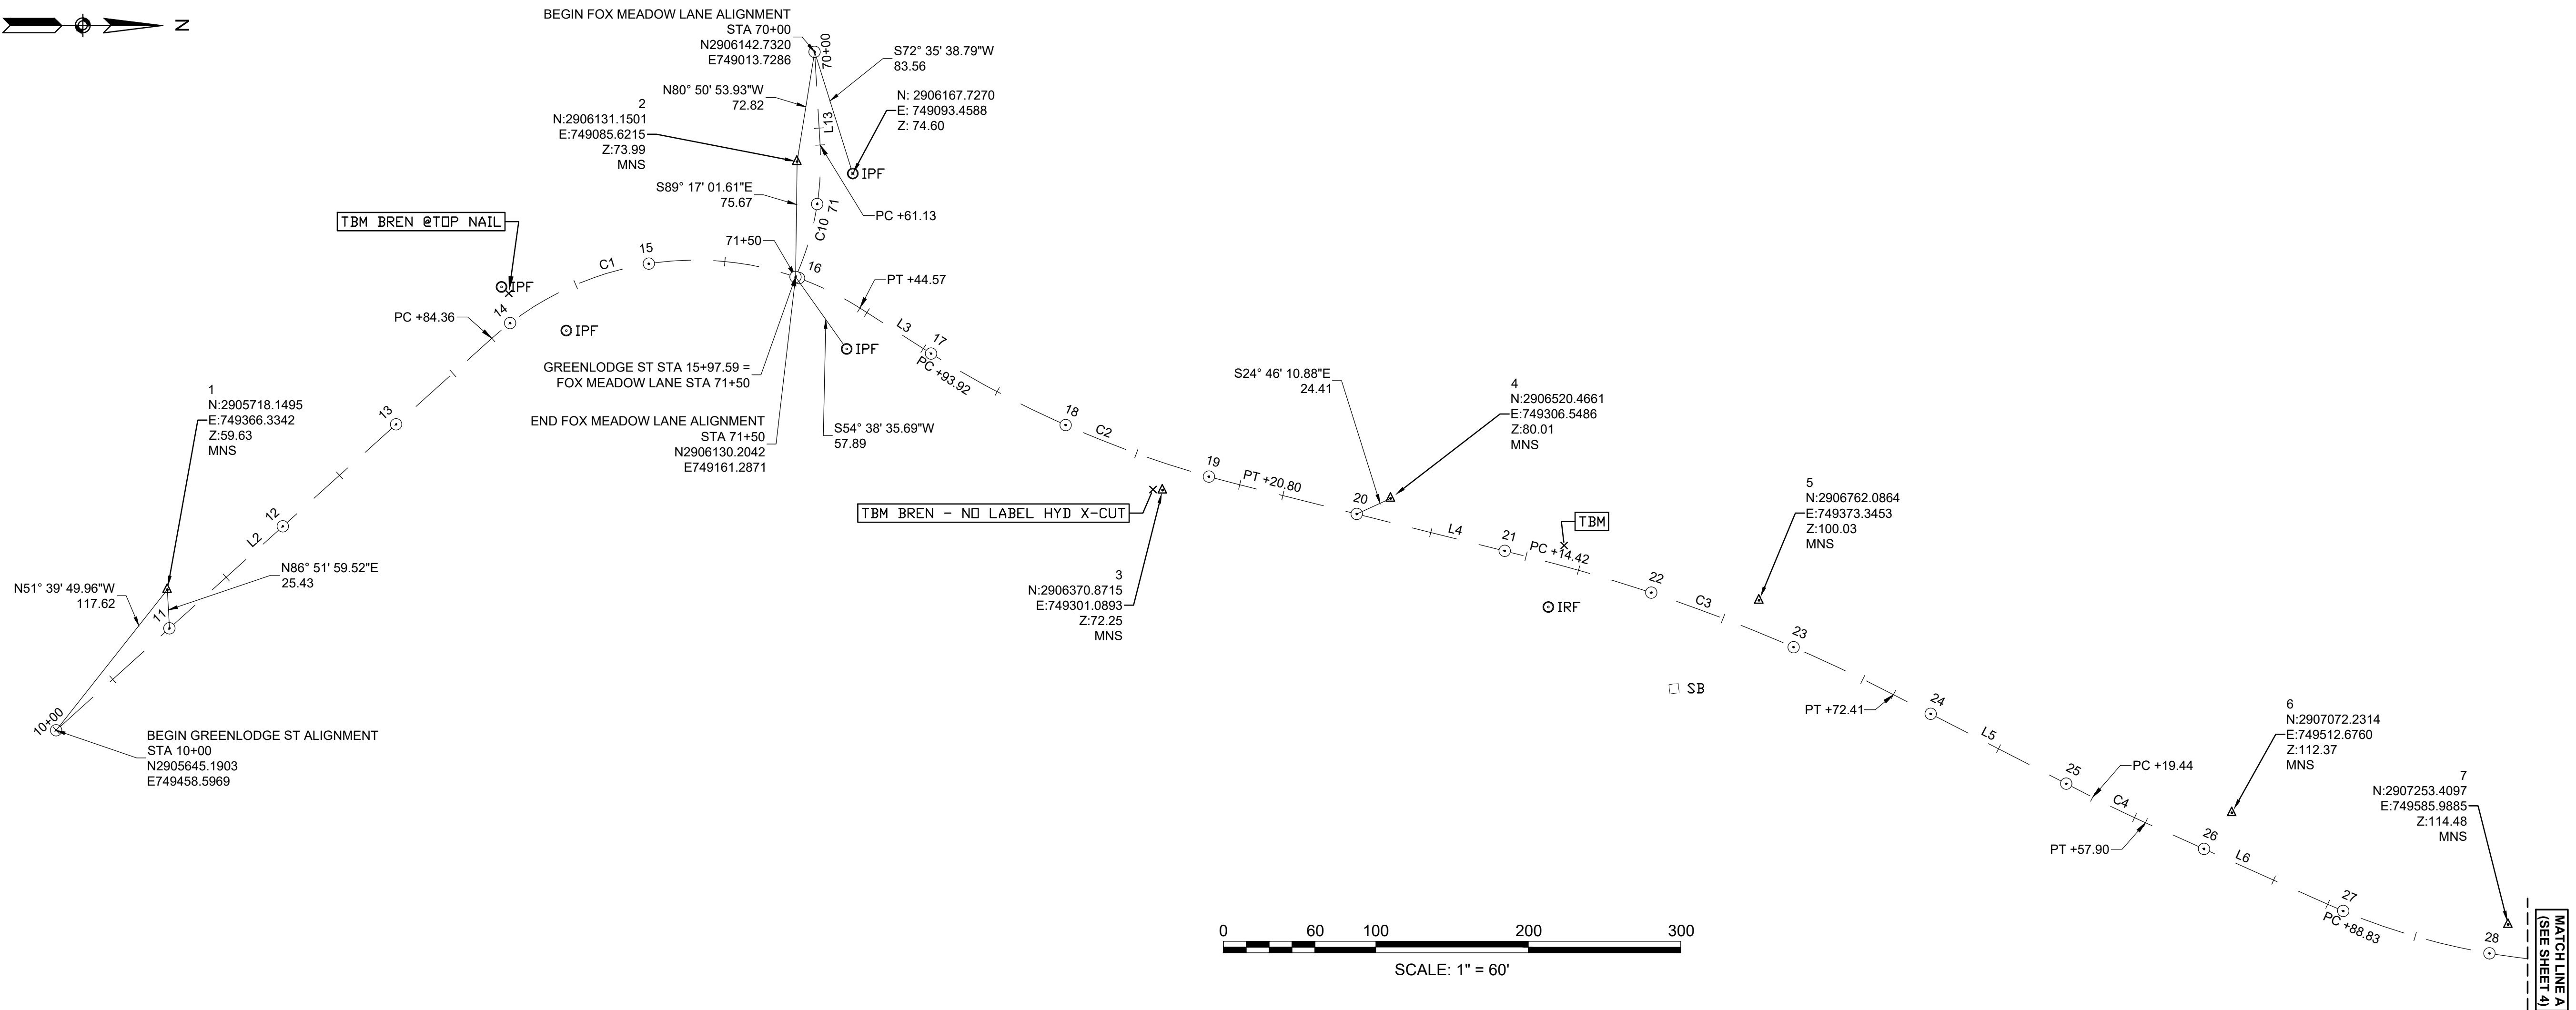 N
BEGIN FOX MEADOW LANE ALIGNMENT
STA 70+00
N2906142.7320
E749013.7286
70+00
S72° 35' 38.79"W
83.56
N80° 50' 53.93"W
72.82
2
N:2906131.1501
E:749085.6215
Z:73.99
MNS
N: 2906167.7270
E: 749093.4588
Z: 74.60
L13
IPF
S89° 17' 01.61"E
75.67
PC +61.13
71
C10
TBM BREN @TOP NAIL
71+50
15
C1
16
IPF
PT +44.57
14
PC +84.36
IPF
IPF
L3
17
PC +93.92
GREENLODGE ST STA 15+97.59 =
FOX MEADOW LANE STA 71+50
END FOX MEADOW LANE ALIGNMENT
STA 71+50
N2906130.2042
E749161.2871
S54° 38' 35.69"W
57.89
1
N:2905718.1495
E:749366.3342
Z:59.63
MNS
13
12
L2
N86° 51' 59.52"E
25.43
N51° 39' 49.96"W
117.62
11
10+00
BEGIN GREENLODGE ST ALIGNMENT
STA 10+00
N2905645.1903
E749458.5969
18
C2
19
PT +20.80
S24° 46' 10.88"E
24.41
20
4
N:2906520.4661
E:749306.5486
Z:80.01
MNS
TBM BREN - NO LABEL HYD X-CUT
3
N:2906370.8715
E:749301.0893
Z:72.25
MNS
L4
21
PC +14.42
TBM
IRF
22
C3
5
N:2906762.0864
E:749373.3453
Z:100.03
MNS
23
SB
PT +72.41
24
L5
25
PC +19.44
C4
PT +57.90
26
6
N:2907072.2314
E:749512.6760
Z:112.37
MNS
L6
27
PC +88.83
7
N:2907253.4097
E:749585.9885
Z:114.48
MNS
28
MATCH LINE A
(SEE SHEET 4)
0 60 100 200 300
SCALE: 1" = 60'